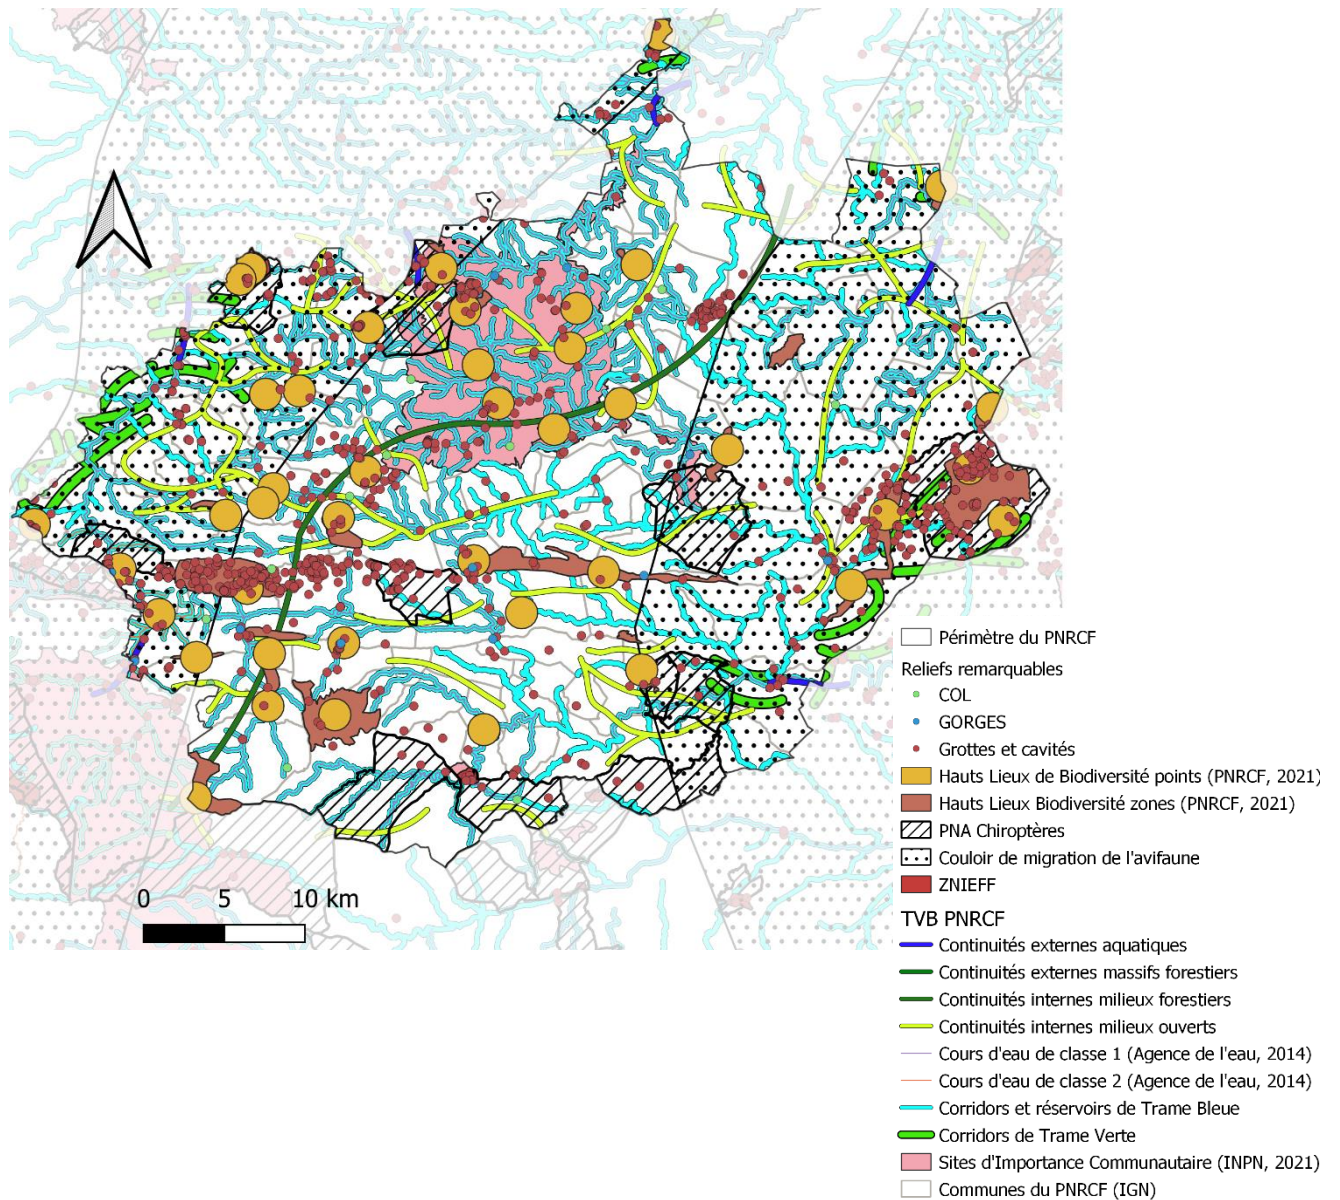 0 5 10 km
Périmètre du PNRCF
Reliefs remarquables
COL
GORGES
Grottes et cavités
Hauts Lieux de Biodiversité points (PNRCF, 2021)
Hauts Lieux Biodiversité zones (PNRCF, 2021)
PNA Chiroptères
Couloir de migration de l'avifaune
ZNIEFF
TVB PNRCF
Continuités externes aquatiques
Continuités externes massifs forestiers
Continuités internes milieux forestiers
Continuités internes milieux ouverts
Cours d'eau de classe 1 (Agence de l'eau, 2014)
Cours d'eau de classe 2 (Agence de l'eau, 2014)
Corridors et réservoirs de Trame Bleue
Corridors de Trame Verte
Sites d'Importance Communautaire (INPN, 2021)
Communes du PNRCF (IGN)